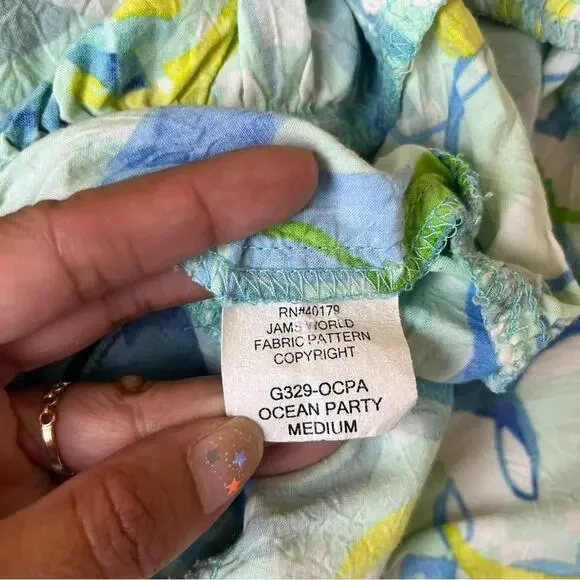 RN#40179
JAMS WORLD
FABRIC PATTERN
COPYRIGHT
G329-OCPA
OCEAN PARTY
MEDIUM